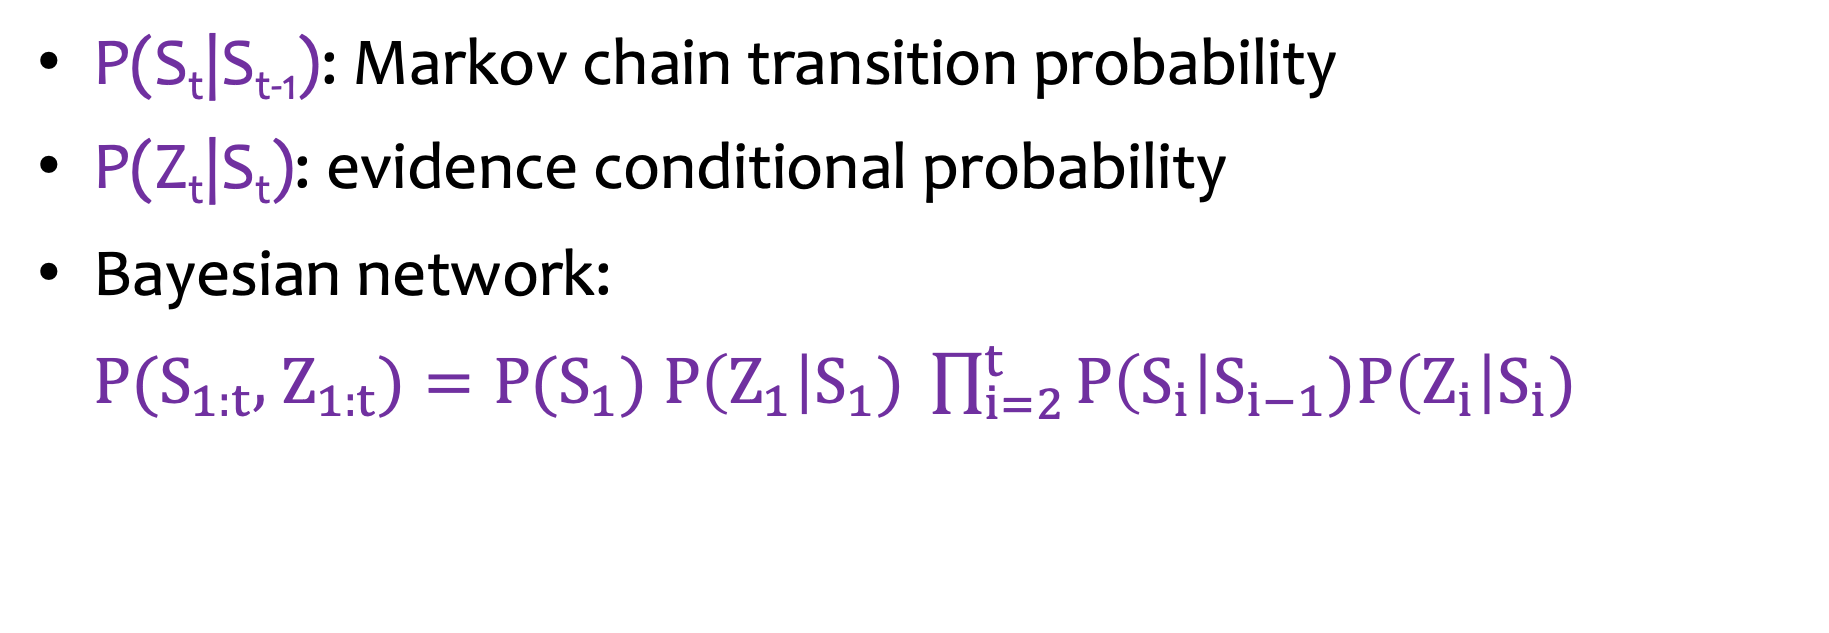 • P(Sₜ|Sₜ₋₁): Markov chain transition probability
• P(Zₜ|Sₜ): evidence conditional probability
• Bayesian network:
P(S₁:ₜ, Z₁:ₜ) = P(S₁) P(Z₁|S₁) ∏ᵗᵢ₌₂ P(Sᵢ|Sᵢ₋₁)P(Zᵢ|Sᵢ)